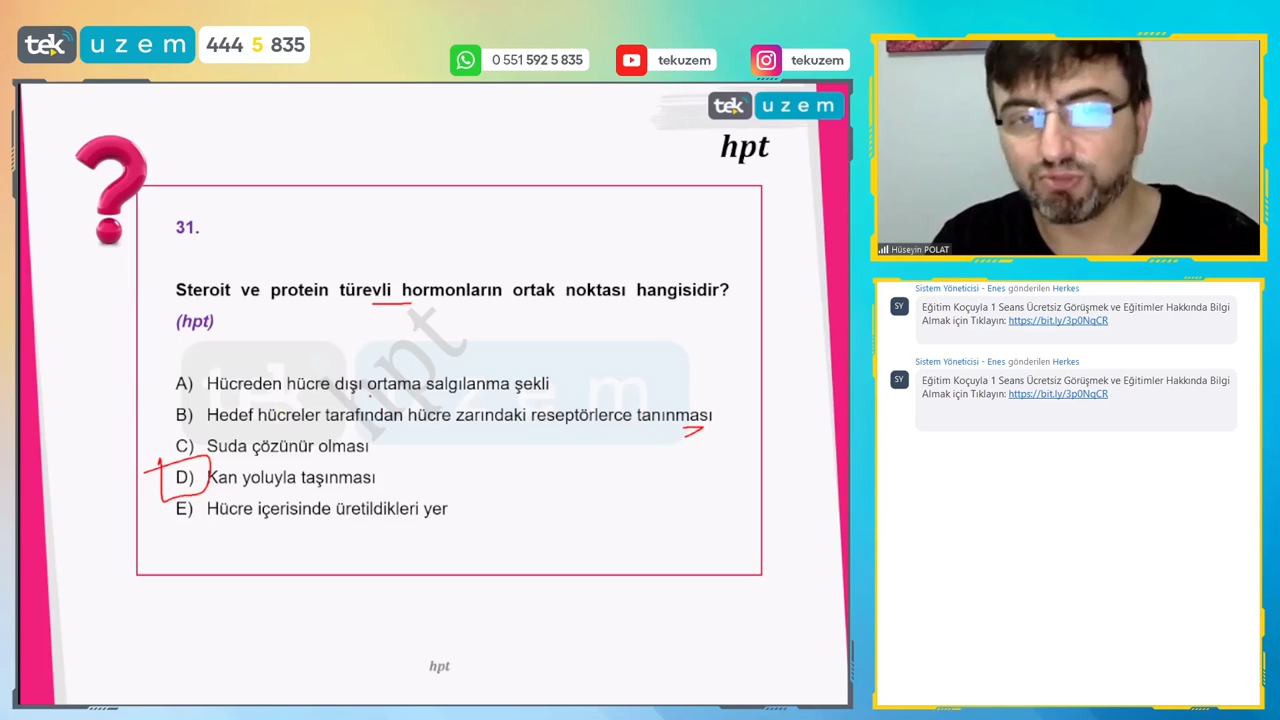 tek
uzem
444 5 835
0 551 592 5 835
tekuzem
tekuzem
tek
uzem
hpt
31.
Steroit ve protein türevli hormonların ortak noktası hangisidir?
(hpt)
hpt
A) Hücreden hücre dışı ortama salgılanma şekli
B) Hedef hücreler tarafından hücre zarındaki reseptörlerce tanınması
C) Suda çözünür olması
D) Kan yoluyla taşınması
E) Hücre içerisinde üretildikleri yer
hpt
Hüseyin POLAT
Sistem Yöneticisi - Enes gönderilen Herkes
SY
Eğitim Koçuyla 1 Seans Ücretsiz Görüşmek ve Eğitimler Hakkında Bilgi
Almak için Tıklayın: https://bit.ly/3p0NqCR
Sistem Yöneticisi - Enes gönderilen Herkes
SY
Eğitim Koçuyla 1 Seans Ücretsiz Görüşmek ve Eğitimler Hakkında Bilgi
Almak için Tıklayın: https://bit.ly/3p0NqCR